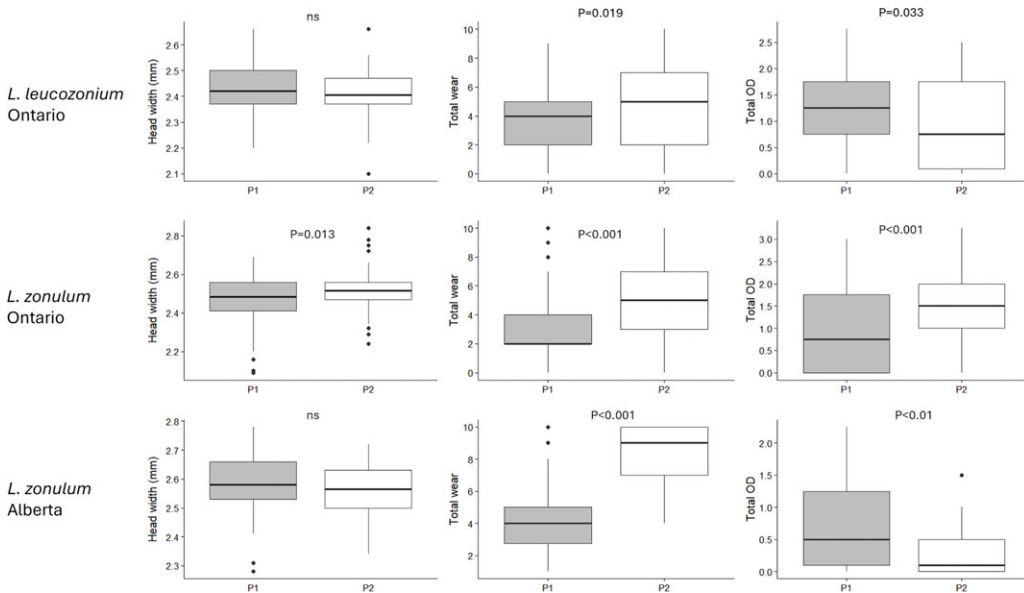 ns
P=0.019
P=0.033
L. leucozonium
Ontario
Head width (mm)
2.6
2.5
2.4
2.3
2.2
2.1
P1 P2
Total wear
10
8
6
4
2
0
P1 P2
Total OD
2.5
2.0
1.5
1.0
0.5
0.0
P1 P2
L. zonulum
Ontario
P=0.013
Head width (mm)
2.8
2.6
2.4
2.2
P1 P2
P<0.001
Total wear
10
8
6
4
2
0
P1 P2
P<0.001
Total OD
3.0
2.5
2.0
1.5
1.0
0.5
0.0
P1 P2
L. zonulum
Alberta
ns
Head width (mm)
2.8
2.7
2.6
2.5
2.4
2.3
P1 P2
P<0.001
Total wear
10
8
6
4
2
P1 P2
P<0.01
Total OD
2.0
1.5
1.0
0.5
0.0
P1 P2